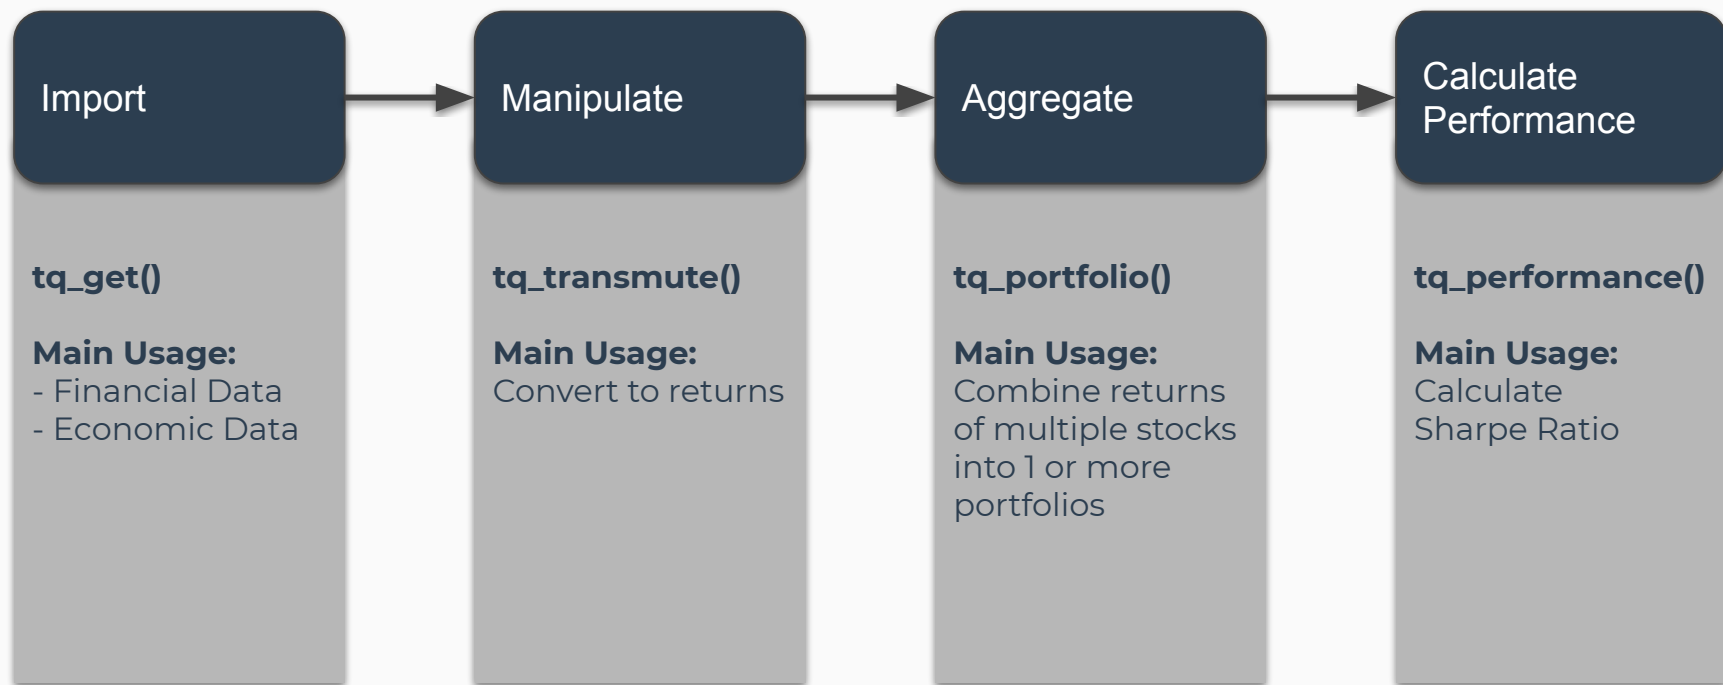 Import
Manipulate
Aggregate
Calculate
Performance
tq_get()
Main Usage:
- Financial Data
- Economic Data
tq_transmute()
Main Usage:
Convert to returns
tq_portfolio()
Main Usage:
Combine returns
of multiple stocks
into 1 or more
portfolios
tq_performance()
Main Usage:
Calculate
Sharpe Ratio